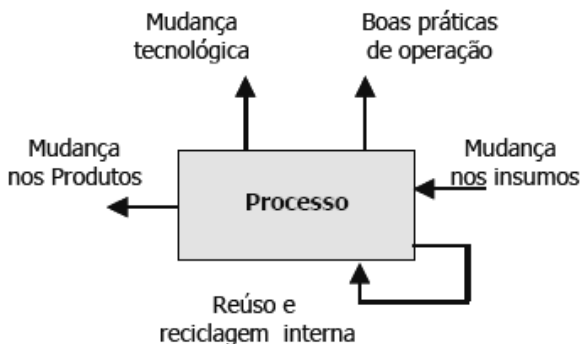 Mudança
tecnológica
Boas práticas
de operação
Mudança
nos Produtos
Processo
Mudança
nos insumos
Reúso e
reciclagem interna